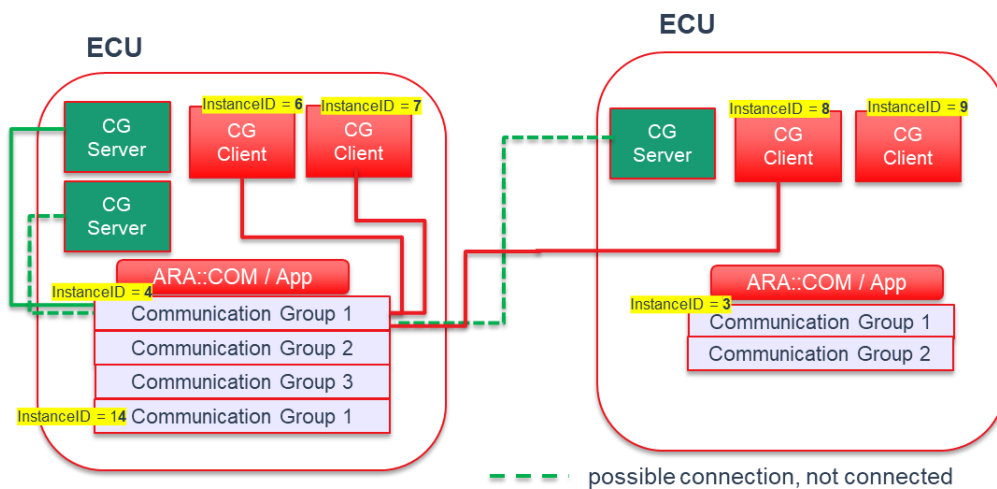 ECU
ECU
InstanceID = 6
InstanceID = 7
InstanceID = 8
InstanceID = 9
CG
Server
CG
Client
CG
Client
CG
Server
CG
Client
CG
Client
CG
Server
ARA::COM / App
InstanceID = 4
Communication Group 1
Communication Group 2
Communication Group 3
InstanceID = 14
Communication Group 1
ARA::COM / App
InstanceID = 3
Communication Group 1
Communication Group 2
possible connection, not connected